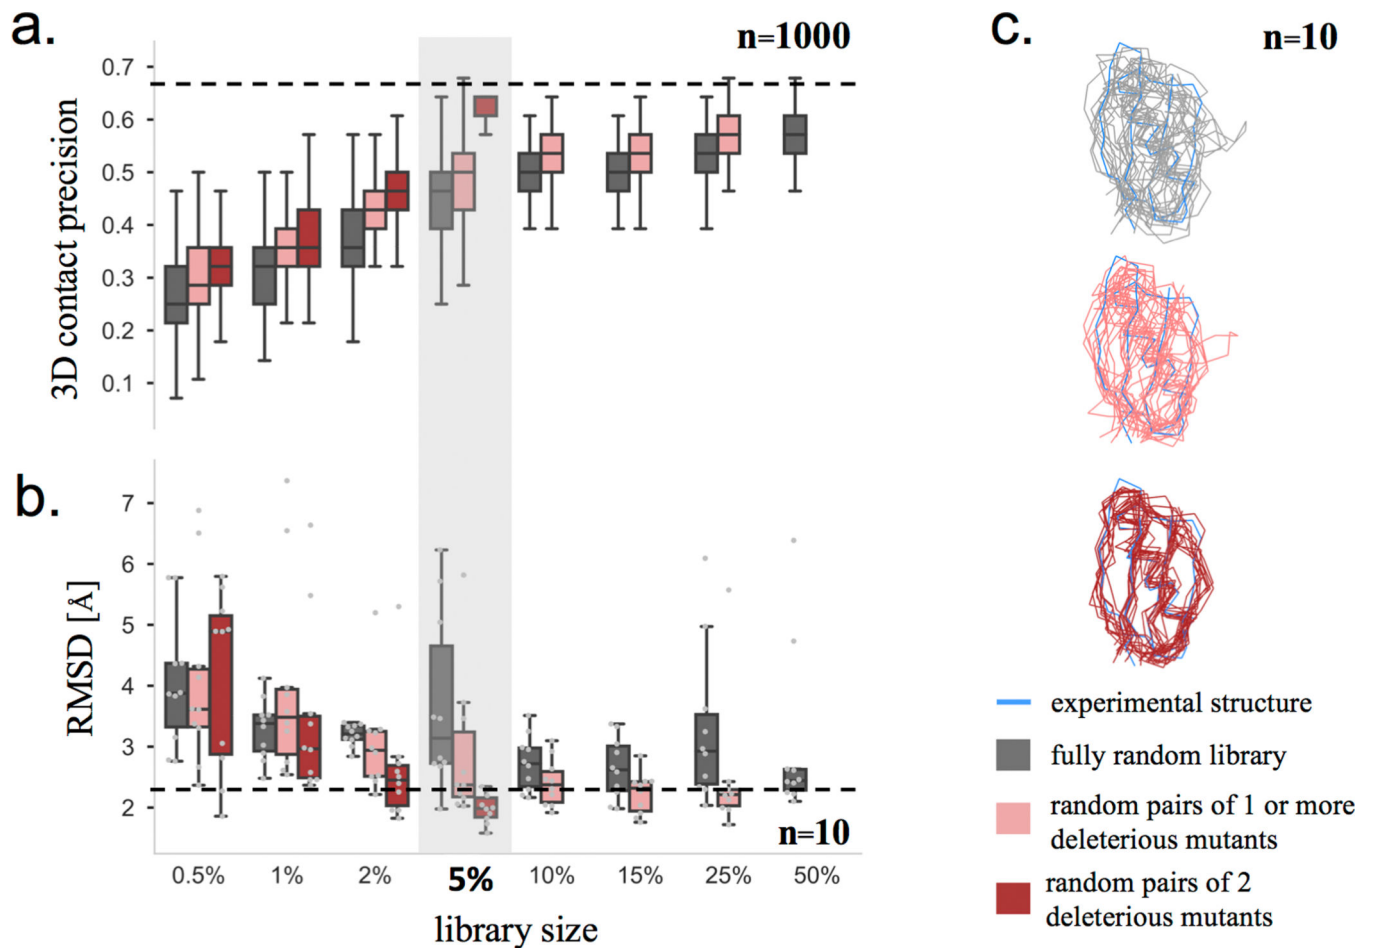 a.
n=1000
3D contact precision
0.7
0.6
0.5
0.4
0.3
0.2
0.1
b.
RMSD [Å]
7
6
5
4
3
2
n=10
0.5%
1%
2%
5%
10%
15%
25%
50%
library size
c.
n=10
experimental structure
fully random library
random pairs of 1 or more
deleterious mutants
random pairs of 2
deleterious mutants